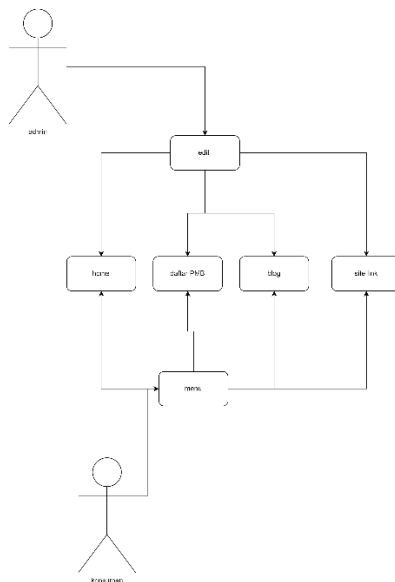 admin
edit
home
daftar PMB
blog
site link
menu
konsumen